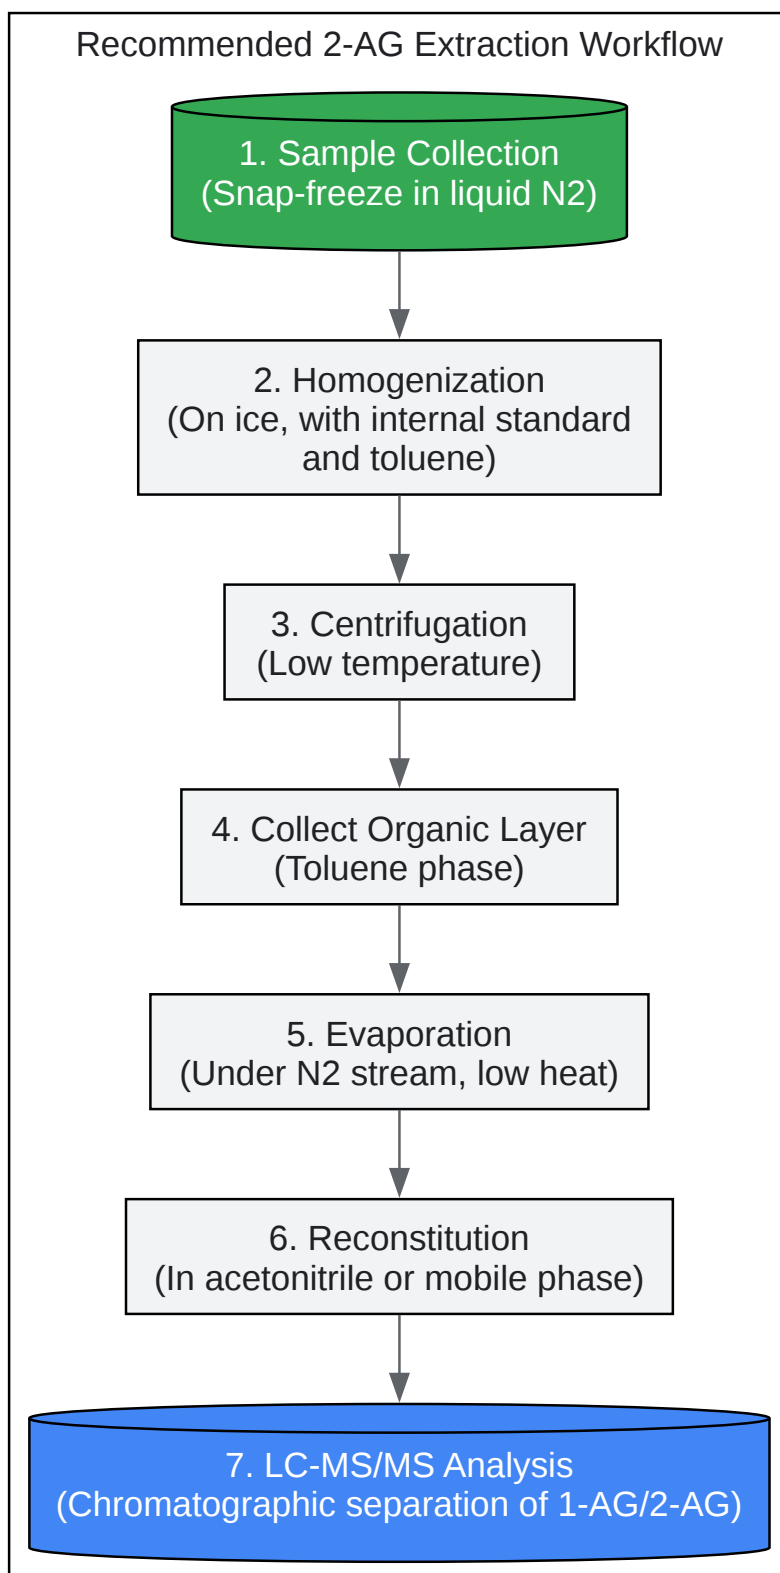 Recommended 2-AG Extraction Workflow
1. Sample Collection
(Snap-freeze in liquid N2)
2. Homogenization
(On ice, with internal standard
and toluene)
3. Centrifugation
(Low temperature)
4. Collect Organic Layer
(Toluene phase)
5. Evaporation
(Under N2 stream, low heat)
6. Reconstitution
(In acetonitrile or mobile phase)
7. LC-MS/MS Analysis
(Chromatographic separation of 1-AG/2-AG)